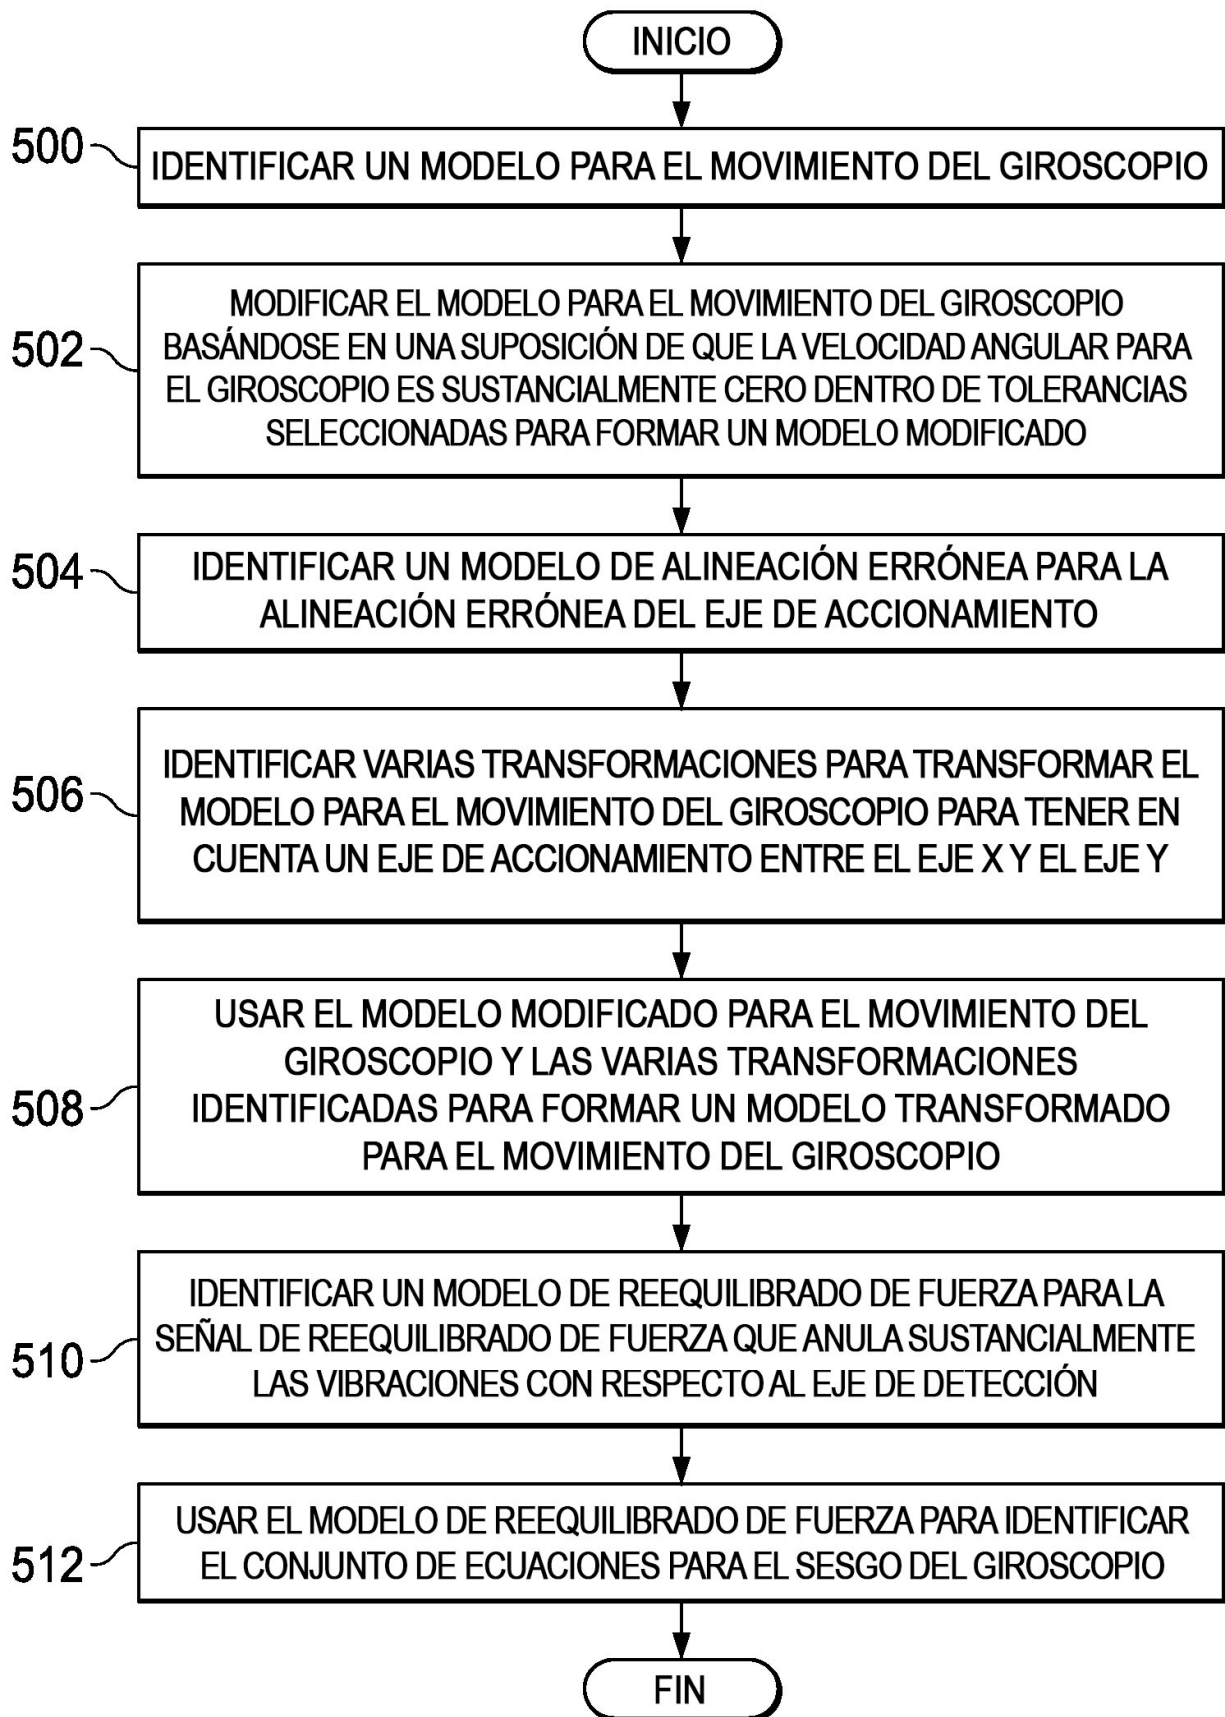 INICIO
500
IDENTIFICAR UN MODELO PARA EL MOVIMIENTO DEL GIROSCOPIO
502
MODIFICAR EL MODELO PARA EL MOVIMIENTO DEL GIROSCOPIO
BASÁNDOSE EN UNA SUPOSICIÓN DE QUE LA VELOCIDAD ANGULAR PARA
EL GIROSCOPIO ES SUSTANCIALMENTE CERO DENTRO DE TOLERANCIAS
SELECCIONADAS PARA FORMAR UN MODELO MODIFICADO
504
IDENTIFICAR UN MODELO DE ALINEACIÓN ERRÓNEA PARA LA
ALINEACIÓN ERRÓNEA DEL EJE DE ACCIONAMIENTO
506
IDENTIFICAR VARIAS TRANSFORMACIONES PARA TRANSFORMAR EL
MODELO PARA EL MOVIMIENTO DEL GIROSCOPIO PARA TENER EN
CUENTA UN EJE DE ACCIONAMIENTO ENTRE EL EJE X Y EL EJE Y
508
USAR EL MODELO MODIFICADO PARA EL MOVIMIENTO DEL
GIROSCOPIO Y LAS VARIAS TRANSFORMACIONES
IDENTIFICADAS PARA FORMAR UN MODELO TRANSFORMADO
PARA EL MOVIMIENTO DEL GIROSCOPIO
510
IDENTIFICAR UN MODELO DE REEQUILIBRADO DE FUERZA PARA LA
SEÑAL DE REEQUILIBRADO DE FUERZA QUE ANULA SUSTANCIALMENTE
LAS VIBRACIONES CON RESPECTO AL EJE DE DETECCIÓN
512
USAR EL MODELO DE REEQUILIBRADO DE FUERZA PARA IDENTIFICAR
EL CONJUNTO DE ECUACIONES PARA EL SESGO DEL GIROSCOPIO
FIN